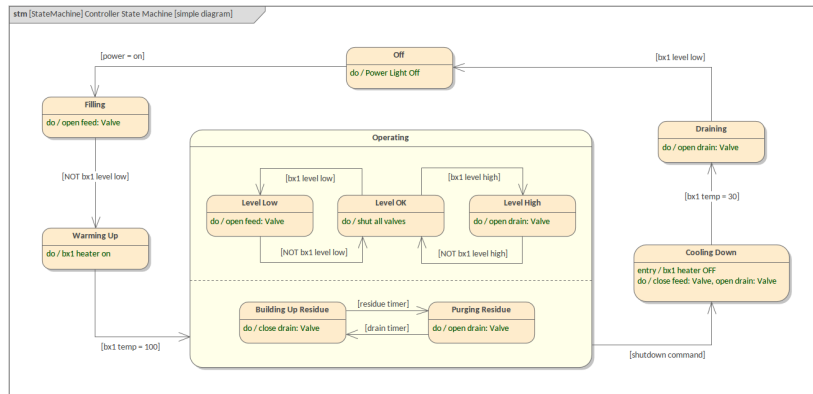 stm [StateMachine] Controller State Machine [simple diagram]
Off
do / Power Light Off
[power = on]
[bx1 level low]
Filling
do / open feed: Valve
Draining
do / open drain: Valve
Operating
[NOT bx1 level low]
[bx1 level low]
[bx1 level high]
[bx1 temp = 30]
Level Low
do / open feed: Valve
Level OK
do / shut all valves
Level High
do / open drain: Valve
Warming Up
do / bx1 heater on
[NOT bx1 level low]
[NOT bx1 level high]
Cooling Down
entry / bx1 heater OFF
do / close feed: Valve, open drain: Valve
Building Up Residue
do / close drain: Valve
[residue timer]
[drain timer]
Purging Residue
do / open drain: Valve
[bx1 temp = 100]
[shutdown command]